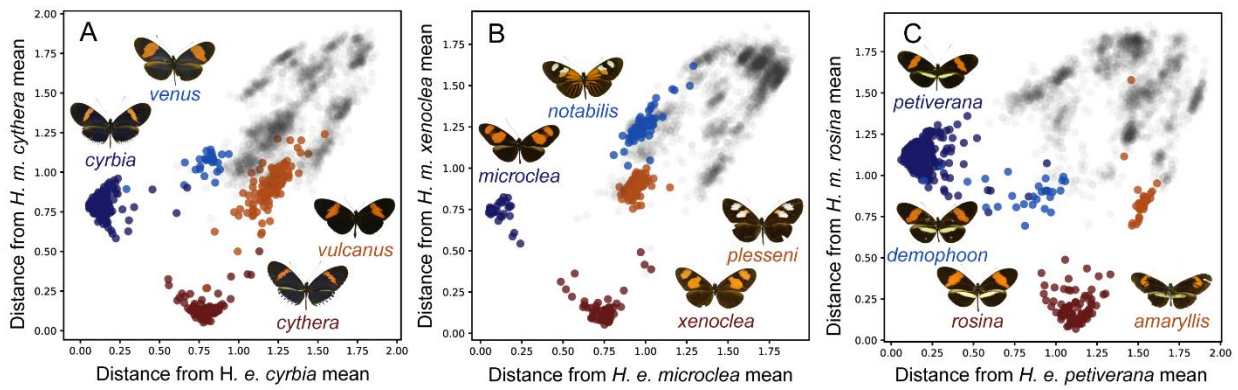 A
Distance from H. m. cythera mean
2.00
1.75
1.50
1.25
1.00
0.75
0.50
0.25
0.00
venus
cyrbia
vulcanus
cythera
0.00 0.25 0.50 0.75 1.00 1.25 1.50 1.75 2.00
Distance from H. e. cyrbia mean
B
Distance from H. m. xenoclea mean
1.75
1.50
1.25
1.00
0.75
0.50
0.25
0.00
notabilis
microclea
plesseni
xenoclea
0.00 0.25 0.50 0.75 1.00 1.25 1.50 1.75
Distance from H. e. microclea mean
C
Distance from H. m. rosina mean
1.75
1.50
1.25
1.00
0.75
0.50
0.25
0.00
petiverana
demophoon
rosina
amaryllis
0.00 0.25 0.50 0.75 1.00 1.25 1.50 1.75 2.00
Distance from H. e. petiverana mean